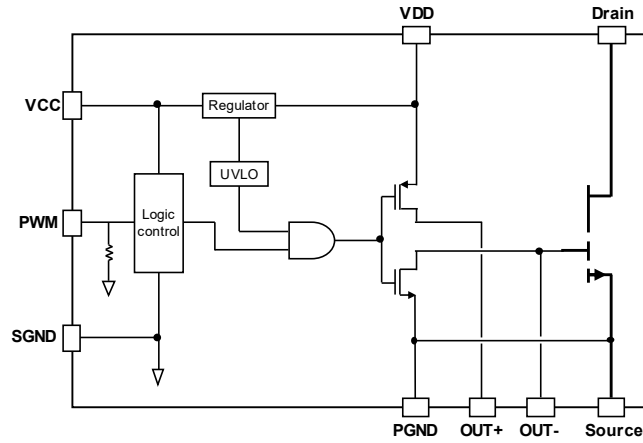 VDD
Drain
VCC
Regulator
UVLO
PWM
Logic
control
SGND
PGND
OUT+
OUT-
Source